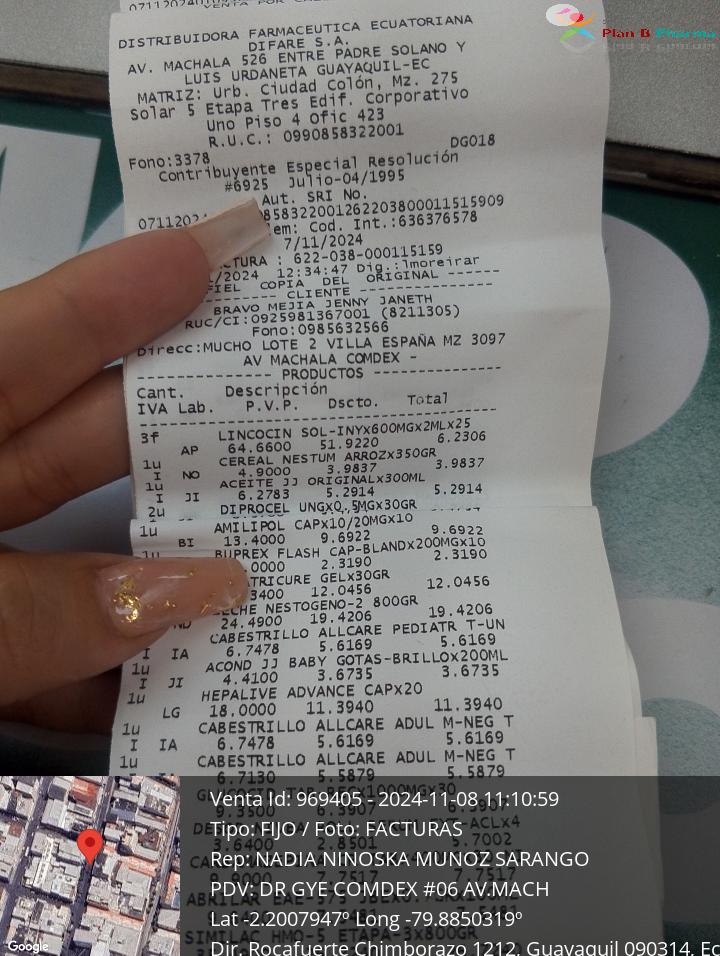 Plan B Pharma
DISTRIBUIDORA FARMACEUTICA ECUATORIANA
DIFARE S.A.
AV. MACHALA 526 ENTRE PADRE SOLANO Y
LUIS URDANETA GUAYAQUIL-EC
MATRIZ: Urb. Ciudad Colón, Mz. 275
Solar 5 Etapa Tres Edif. Corporativo
Uno Piso 4 Ofic 423
R.U.C.: 0990858322001
Fono:3378 DG018
Contribuyente Especial Resolución
#6925 Julio-04/1995
Aut. SRI No.
Cod. Int.:636376578
7/11/2024
: 622-038-000115159
12:34:47 Dig.:lmoreirar
FIEL COPIA DEL ORIGINAL ------
CLIENTE
BRAVO MEJIA JENNY JANETH
RUC/CI:0925981367001 (8211305)
Fono:0985632566
Direcc:MUCHO LOTE 2 VILLA ESPAÑA MZ 3097
AV MACHALA COMDEX -
---------------- PRODUCTOS ----------------
Cant. Descripción
IVA Lab. P.V.P. Dscto. Total
3f LINCOCIN SOL-INYx600MGx2MLx25
AP 64.6600 51.9220 6.2306
1u CEREAL NESTUM ARROZx350GR
I NO 4.9000 3.9837 3.9837
1u ACEITE JJ ORIGINALx300ML
I JI 6.2783 5.2914 5.2914
2u DIPROCEL UNGx0.5MGx30GR
1u AMILIPOL CAPx10/20MGx10
BI 13.4000 9.6922 9.6922
1u BUPREX FLASH CAP-BLANDx200MGx10
2.3190 2.3190
GELx30GR
12.0456 12.0456
NESTOGENO-2 800GR
24.4900 19.4206 19.4206
CABESTRILLO ALLCARE PEDIATR T-UN
I IA 6.7478 5.6169 5.6169
1u ACOND JJ BABY GOTAS-BRILLOx200ML
I JI 4.4100 3.6735 3.6735
1u HEPALIVE ADVANCE CAPx20
LG 18.0000 11.3940 11.3940
1u CABESTRILLO ALLCARE ADUL M-NEG T
I IA 6.7478 5.6169 5.6169
1u CABESTRILLO ALLCARE ADUL M-NEG T
6.7130 5.5879 5.5879
Venta Id: 969405 - 2024-11-08 11:10:59
Tipo: FIJO / Foto: FACTURAS
Rep: NADIA NINOSKA MUNOZ SARANGO
PDV: DR GYE COMDEX #06 AV.MACH
Lat -2.2007947º Long -79.8850319º
SIMILAC HMO-5 ETAPA-3x800GR
Dir. Rocafuerte Chimborazo 1212, Guayaquil 090314, Ec
Google